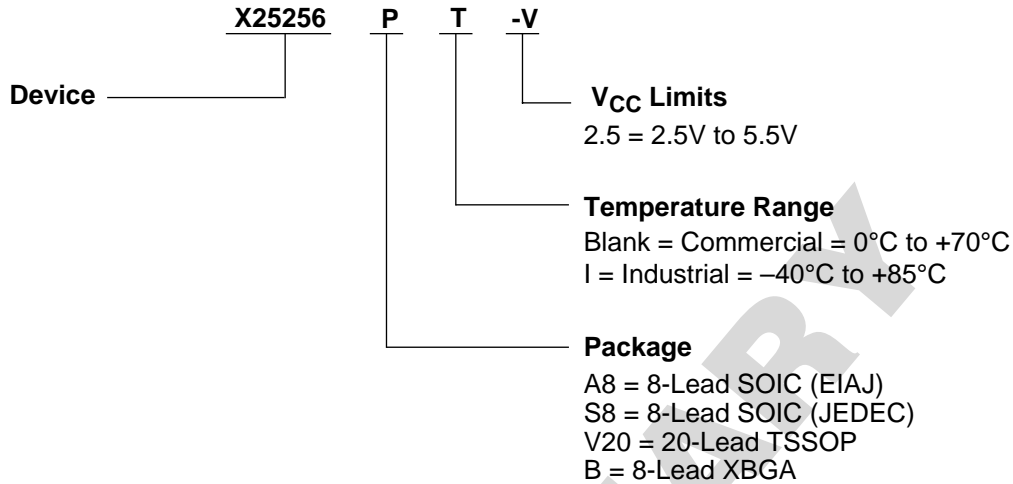 X25256 P T -V
Device
VCC Limits
2.5 = 2.5V to 5.5V
Temperature Range
Blank = Commercial = 0°C to +70°C
I = Industrial = –40°C to +85°C
Package
A8 = 8-Lead SOIC (EIAJ)
S8 = 8-Lead SOIC (JEDEC)
V20 = 20-Lead TSSOP
B = 8-Lead XBGA
ARY